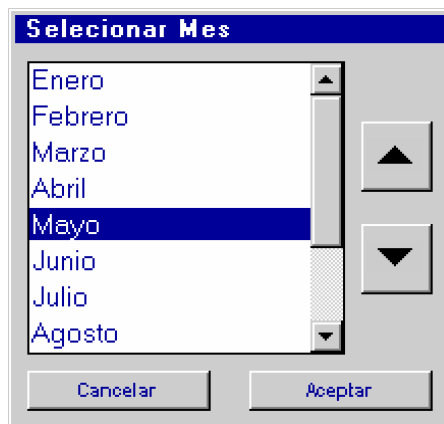 Selecionar Mes
Enero
Febrero
Marzo
Abril
Mayo
Junio
Julio
Agosto
Cancelar
Aceptar